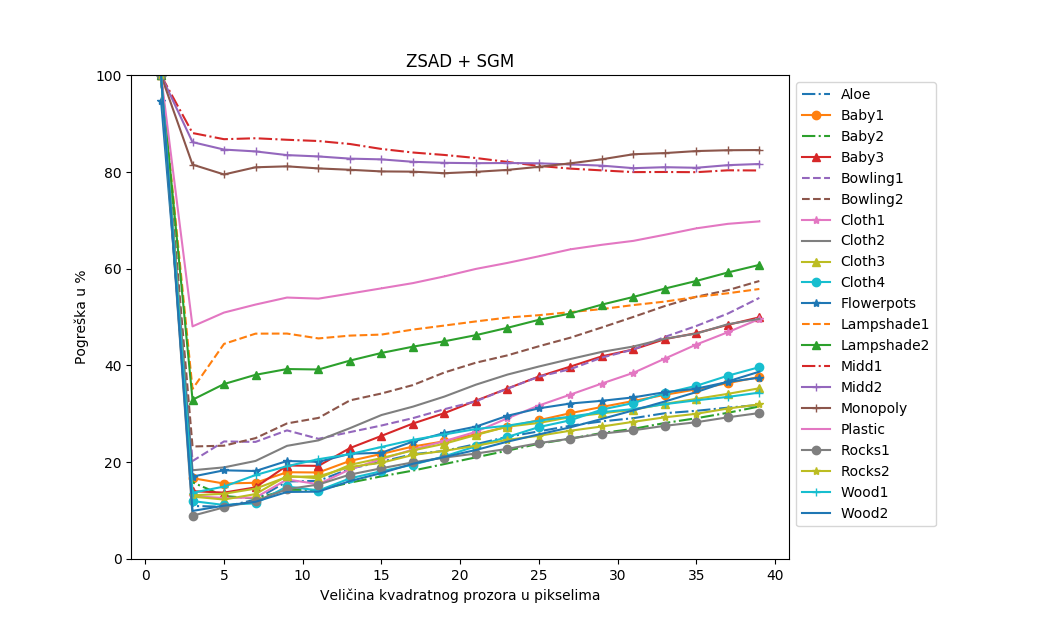 ZSAD + SGM
Pogreška u %
100
80
60
40
20
0
0 5 10 15 20 25 30 35 40
Veličina kvadratnog prozora u pikselima
Aloe
Baby1
Baby2
Baby3
Bowling1
Bowling2
Cloth1
Cloth2
Cloth3
Cloth4
Flowerpots
Lampshade1
Lampshade2
Midd1
Midd2
Monopoly
Plastic
Rocks1
Rocks2
Wood1
Wood2